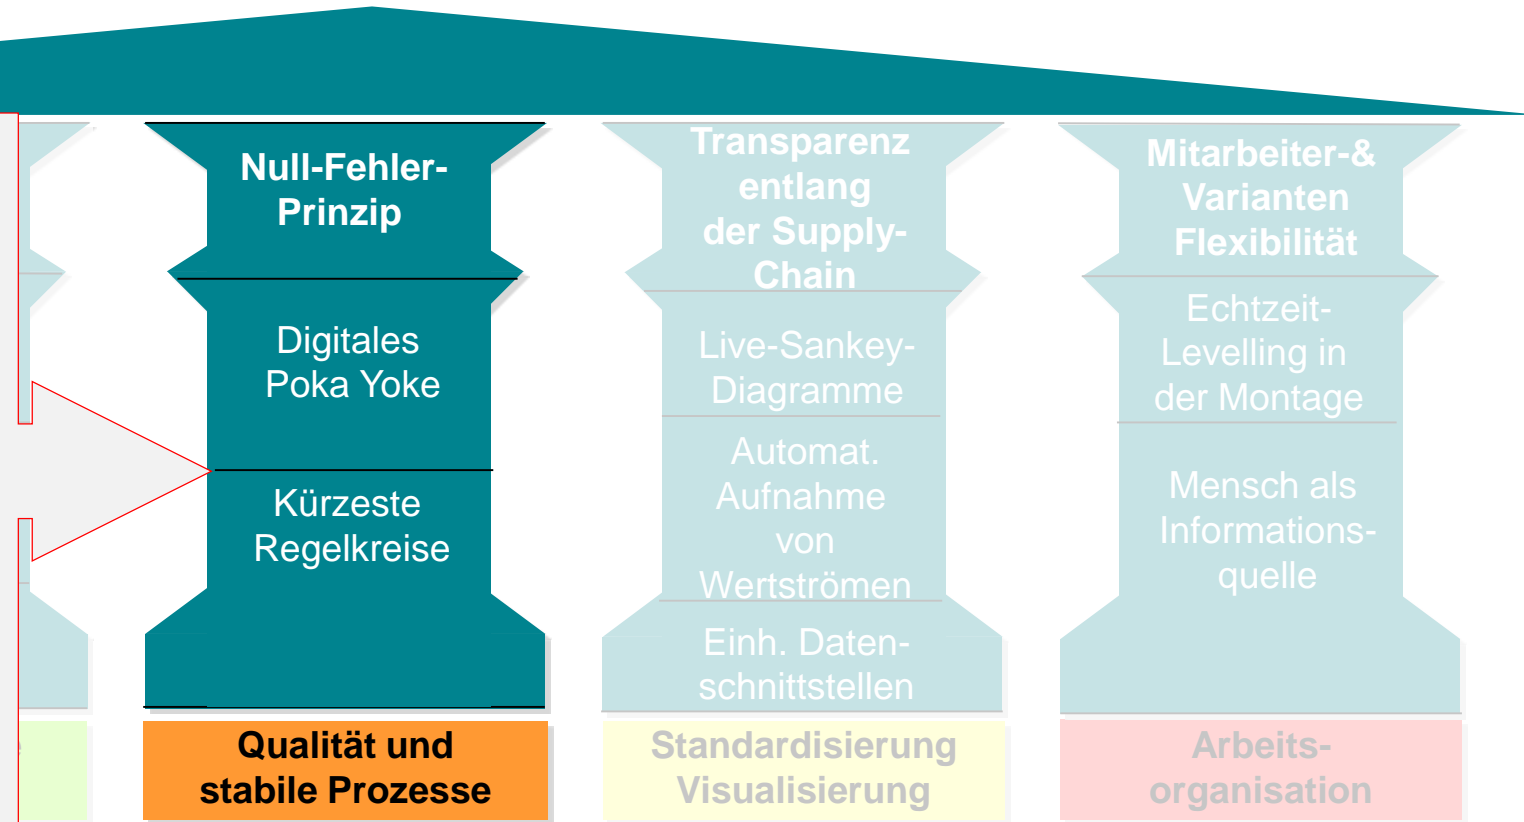 Null-Fehler-
Prinzip
Digitales
Poka Yoke
Kürzeste
Regelkreise
Qualität und
stabile Prozesse
Transparenz
entlang
der Supply-
Chain
Live-Sankey-
Diagramme
Automat.
Aufnahme
von
Wertströmen
Einh. Daten-
schnittstellen
Standardisierung
Visualisierung
Mitarbeiter-&
Varianten
Flexibilität
Echtzeit-
Levelling in
der Montage
Mensch als
Informations-
quelle
Arbeits-
organisation